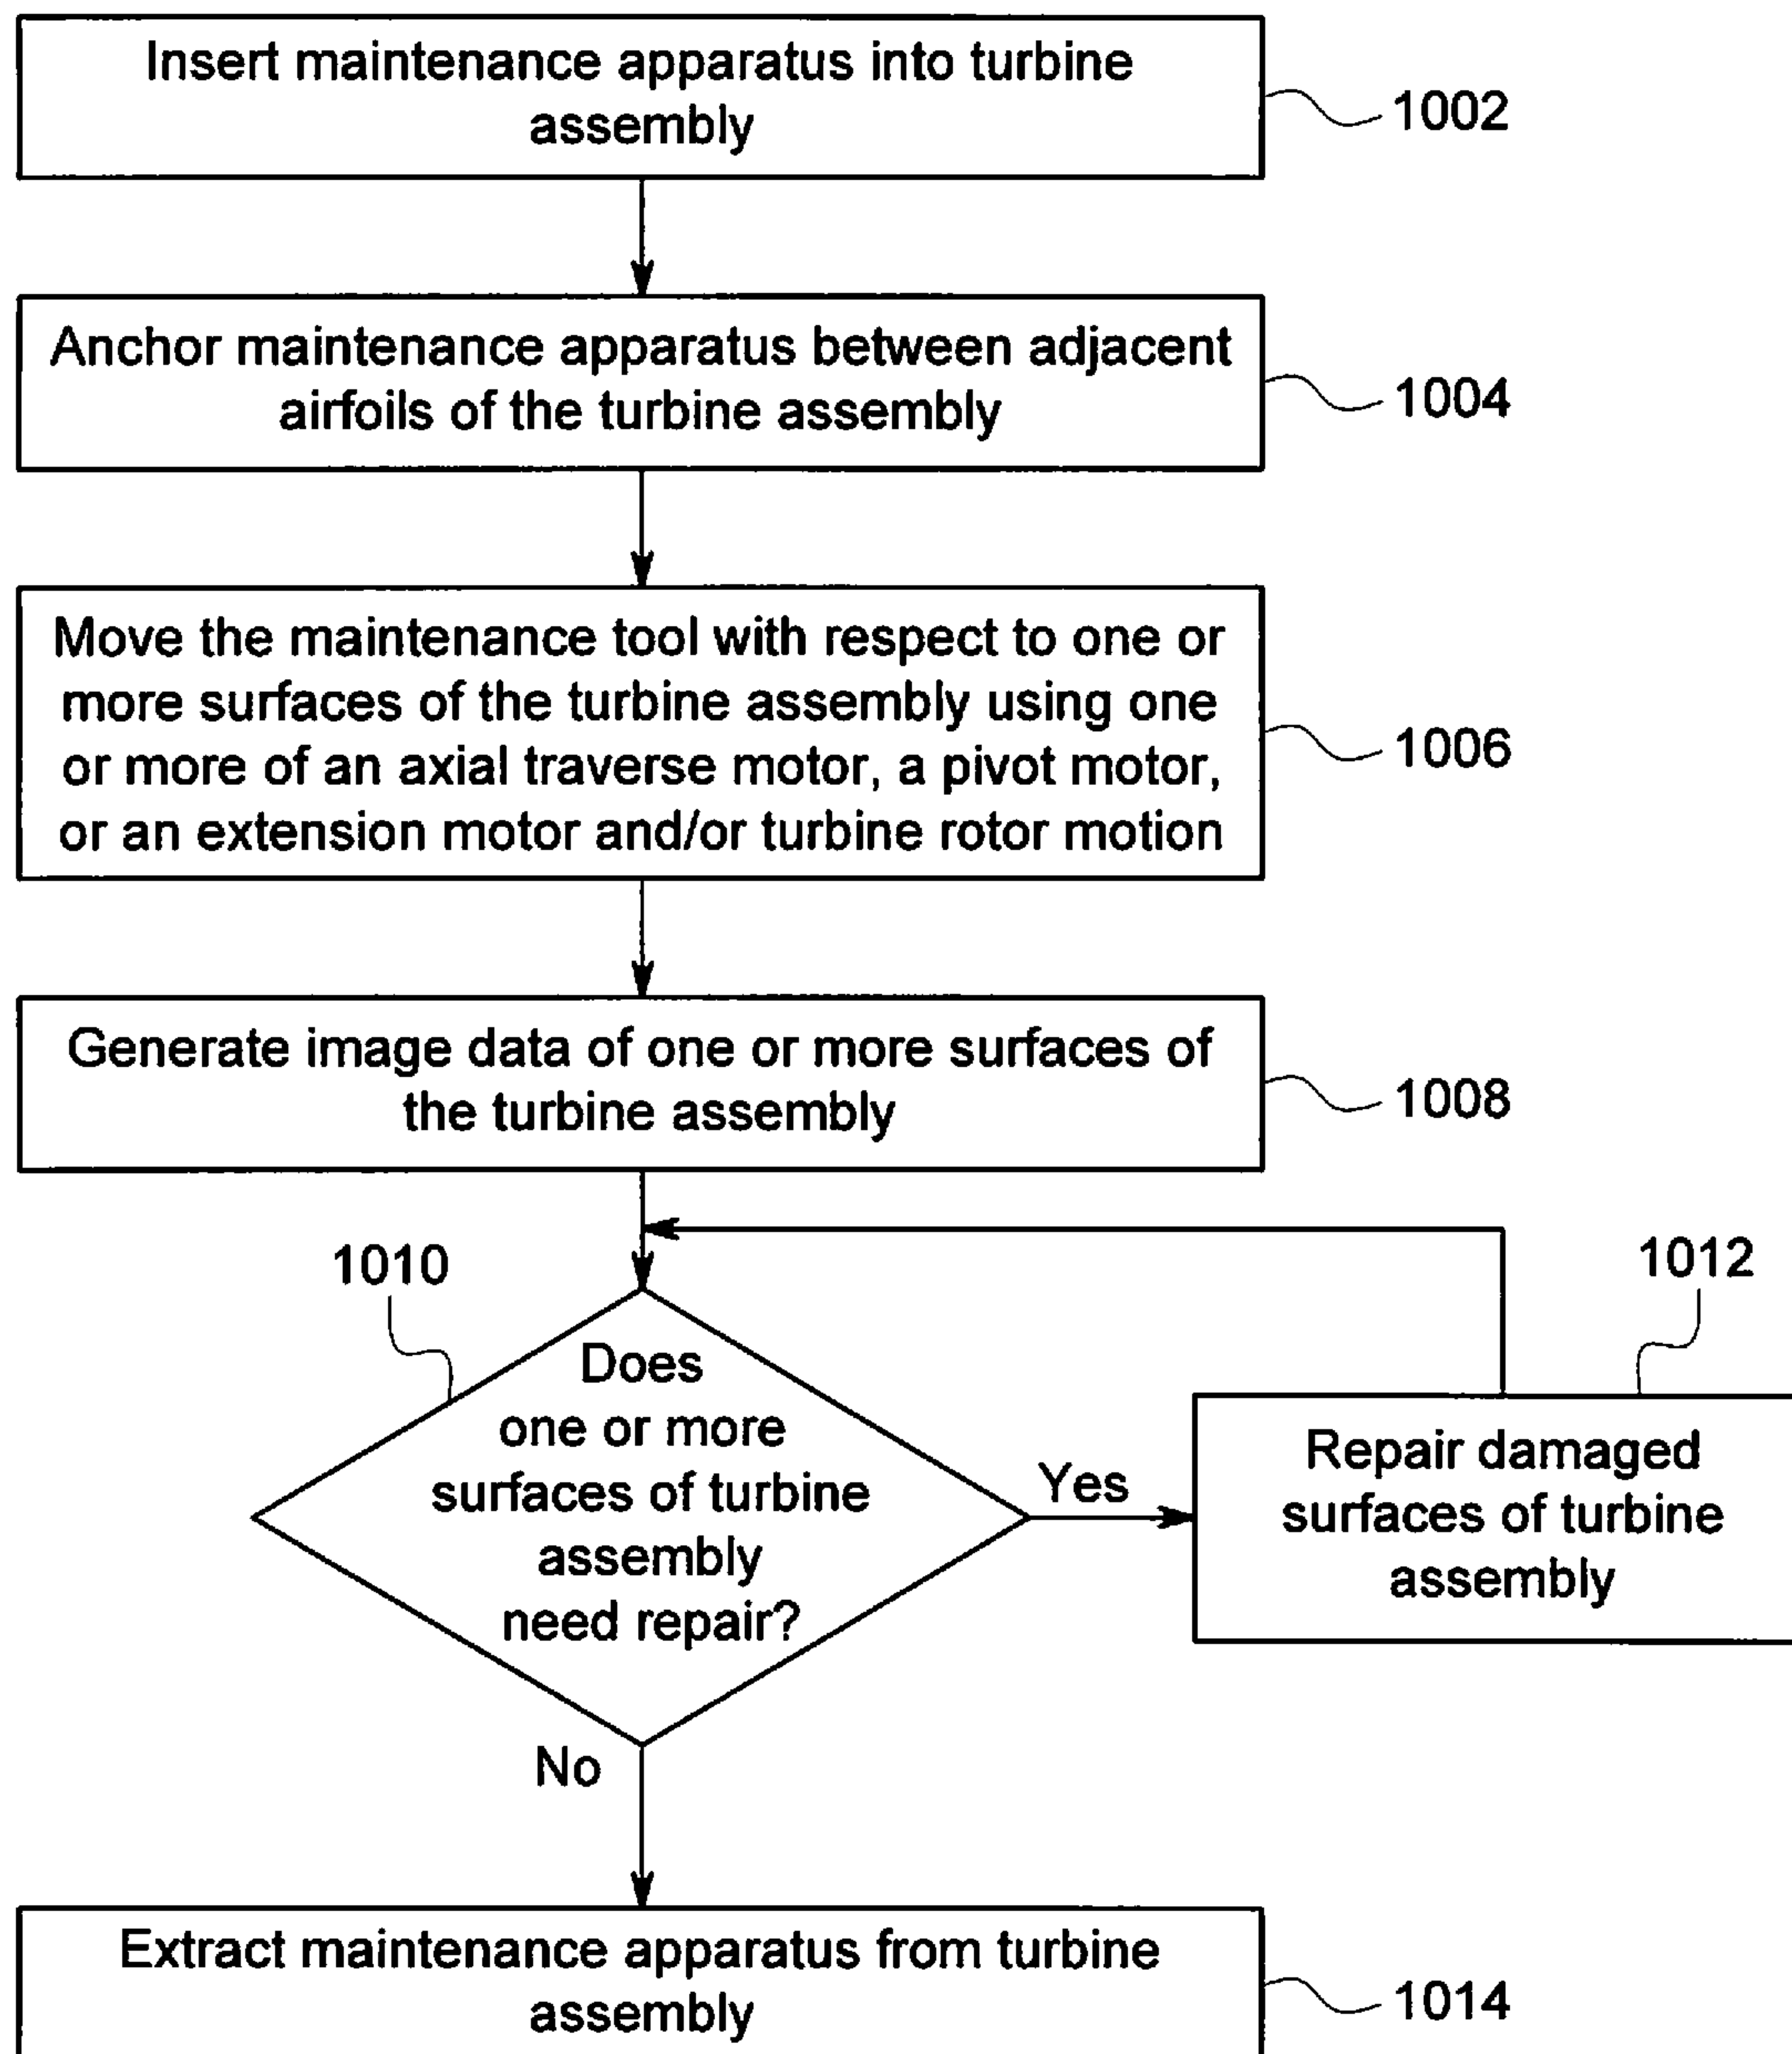 Insert maintenance apparatus into turbine
assembly
1002
Anchor maintenance apparatus between adjacent
airfoils of the turbine assembly
1004
Move the maintenance tool with respect to one or
more surfaces of the turbine assembly using one
or more of an axial traverse motor, a pivot motor,
or an extension motor and/or turbine rotor motion
1006
Generate image data of one or more surfaces of
the turbine assembly
1008
1010
Does
one or more
surfaces of turbine
assembly
need repair?
Yes
1012
Repair damaged
surfaces of turbine
assembly
No
Extract maintenance apparatus from turbine
assembly
1014